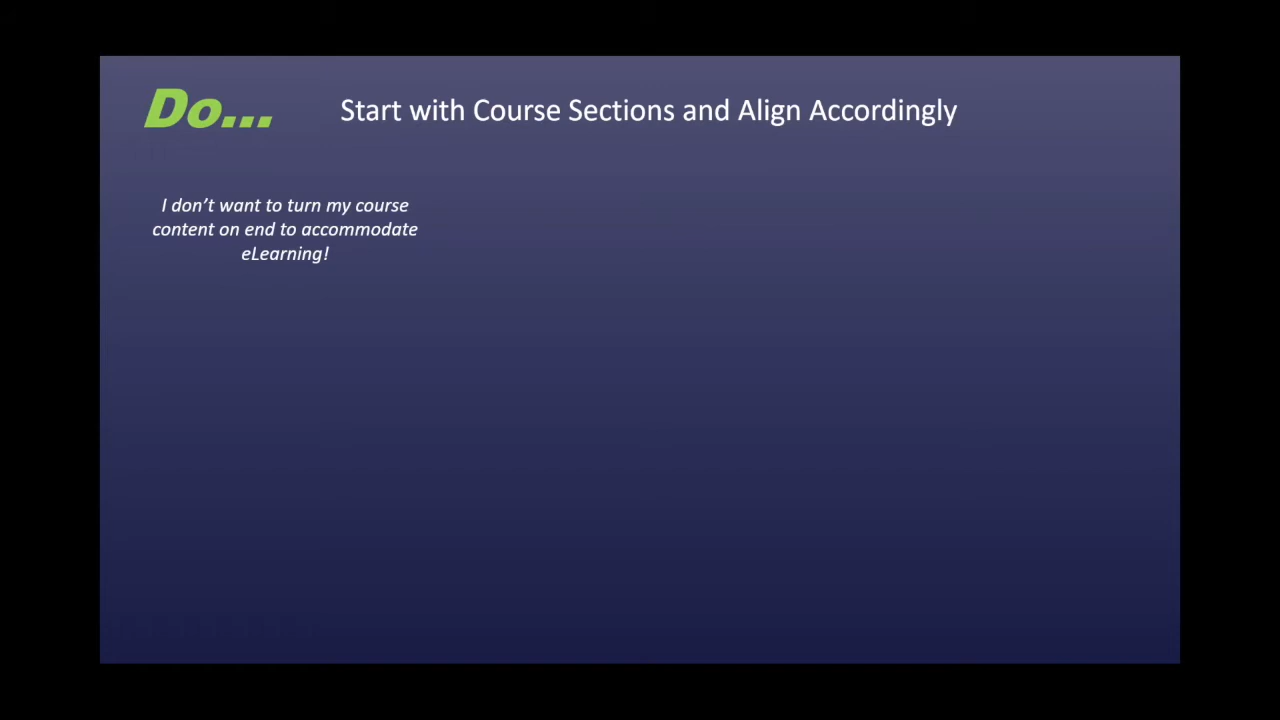 Do...
Start with Course Sections and Align Accordingly
I don’t want to turn my course
content on end to accommodate
eLearning!